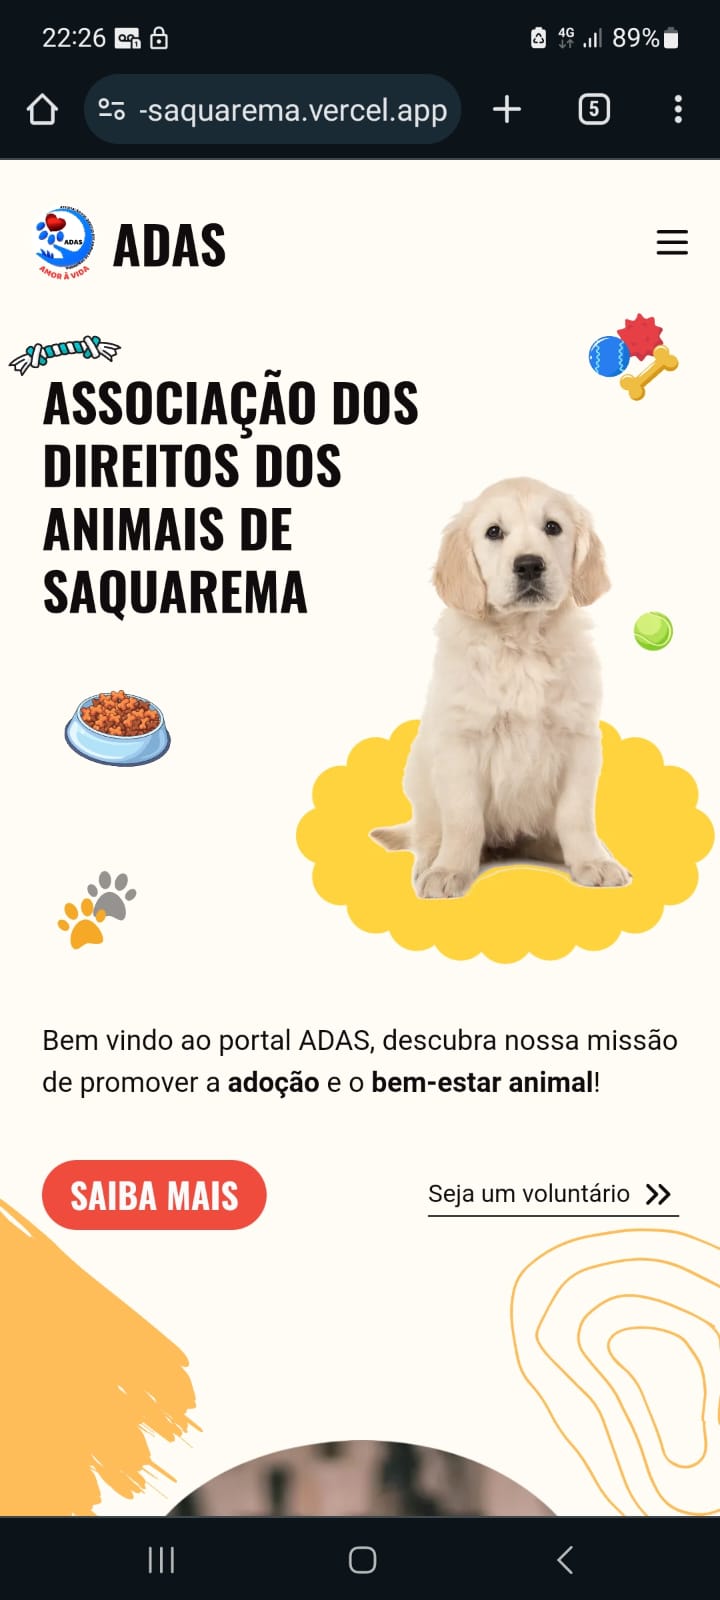 22:26
4G
89%
-saquarema.vercel.app
5
ADAS
AMOR À VIDA
ADAS
ASSOCIAÇÃO DOS
DIREITOS DOS
ANIMAIS DE
SAQUAREMA
Bem vindo ao portal ADAS, descubra nossa missão
de promover a adoção e o bem-estar animal!
SAIBA MAIS
Seja um voluntário